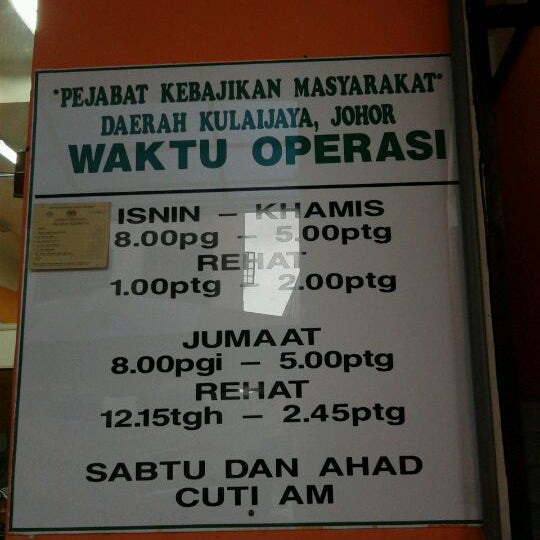 "PEJABAT KEBAJIKAN MASYARAKAT"
DAERAH KULAIJAYA, JOHOR
WAKTU OPERASI
ISNIN – KHAMIS
8.00pg – 5.00ptg
REHAT
1.00ptg – 2.00ptg
JUMAAT
8.00pgi – 5.00ptg
REHAT
12.15tgh – 2.45ptg
SABTU DAN AHAD
CUTI AM